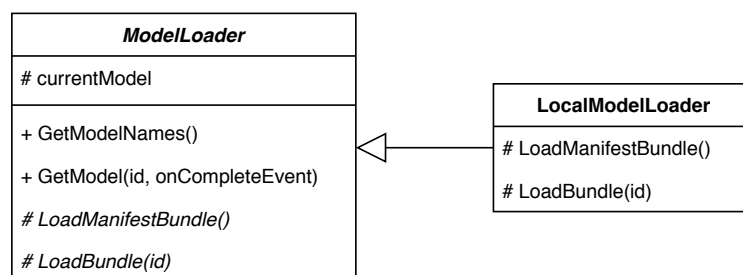 ModelLoader
# currentModel
+ GetModelNames()
+ GetModel(id, onCompleteEvent)
# LoadManifestBundle()
# LoadBundle(id)
LocalModelLoader
# LoadManifestBundle()
# LoadBundle(id)